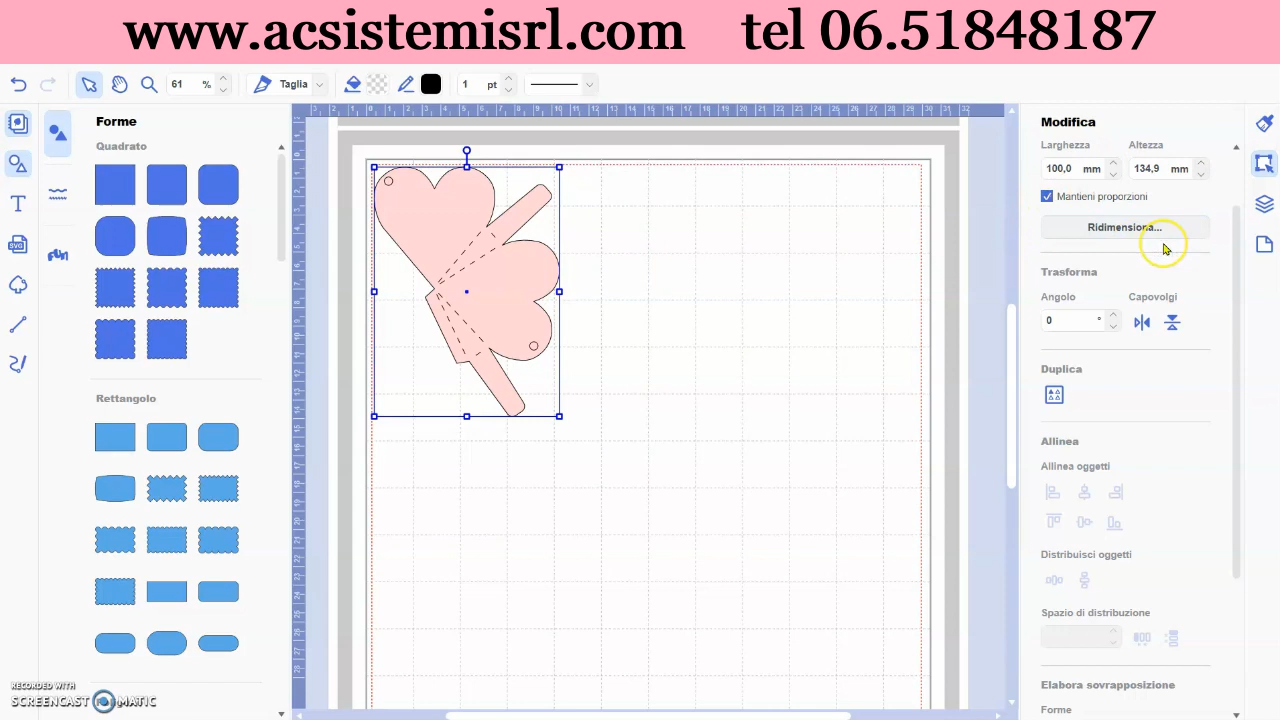 www.acsistemisrl.com tel 06.51848187
61 %
Taglia
1 pt
Forme
Quadrato
Rettangolo
Modifica
Larghezza Altezza
100,0 mm 134,9 mm
Mantieni proporzioni
Ridimensiona...
Trasforma
Angolo Capovolgi
0 °
Duplica
Allinea
Allinea oggetti
Distribuisci oggetti
Spazio di distribuzione
Elabora sovrapposizione
Forme
RECORDED WITH
SCREENCAST MATIC